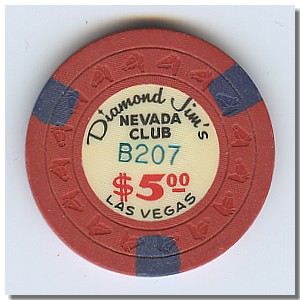 Diamond Jim's
NEVADA
CLUB
B207
$5.00
LAS VEGAS